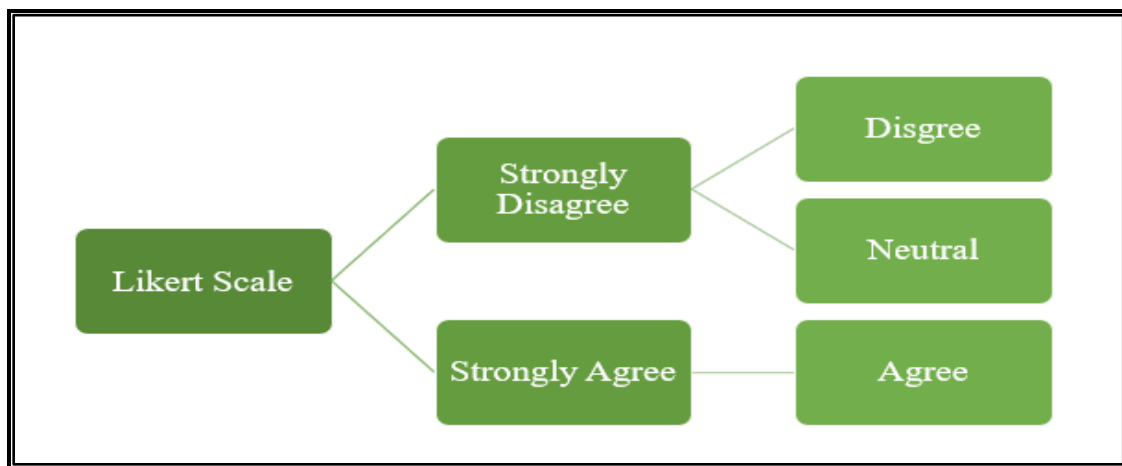 Likert Scale
Strongly
Disagree
Strongly Agree
Disgree
Neutral
Agree